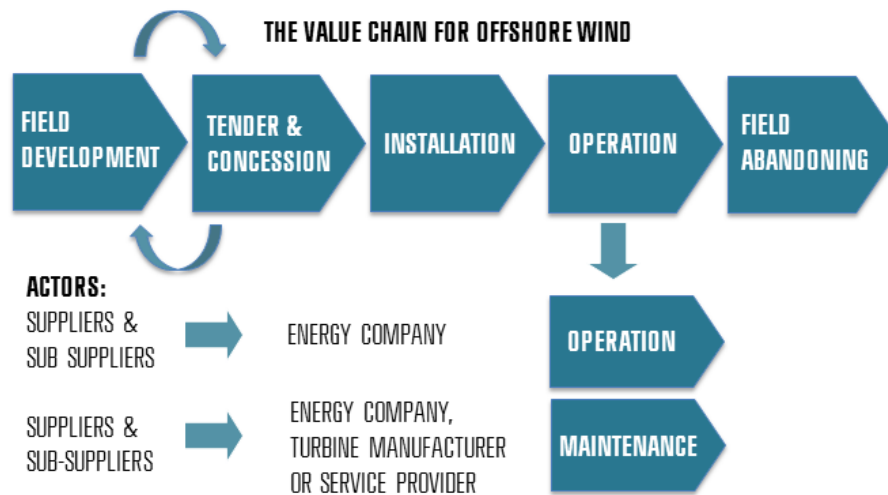 THE VALUE CHAIN FOR OFFSHORE WIND
FIELD
DEVELOPMENT
TENDER &
CONCESSION
INSTALLATION
OPERATION
FIELD
ABANDONING
ACTORS:
SUPPLIERS &
SUB SUPPLIERS
ENERGY COMPANY
OPERATION
SUPPLIERS &
SUB-SUPPLIERS
ENERGY COMPANY,
TURBINE MANUFACTURER
OR SERVICE PROVIDER
MAINTENANCE